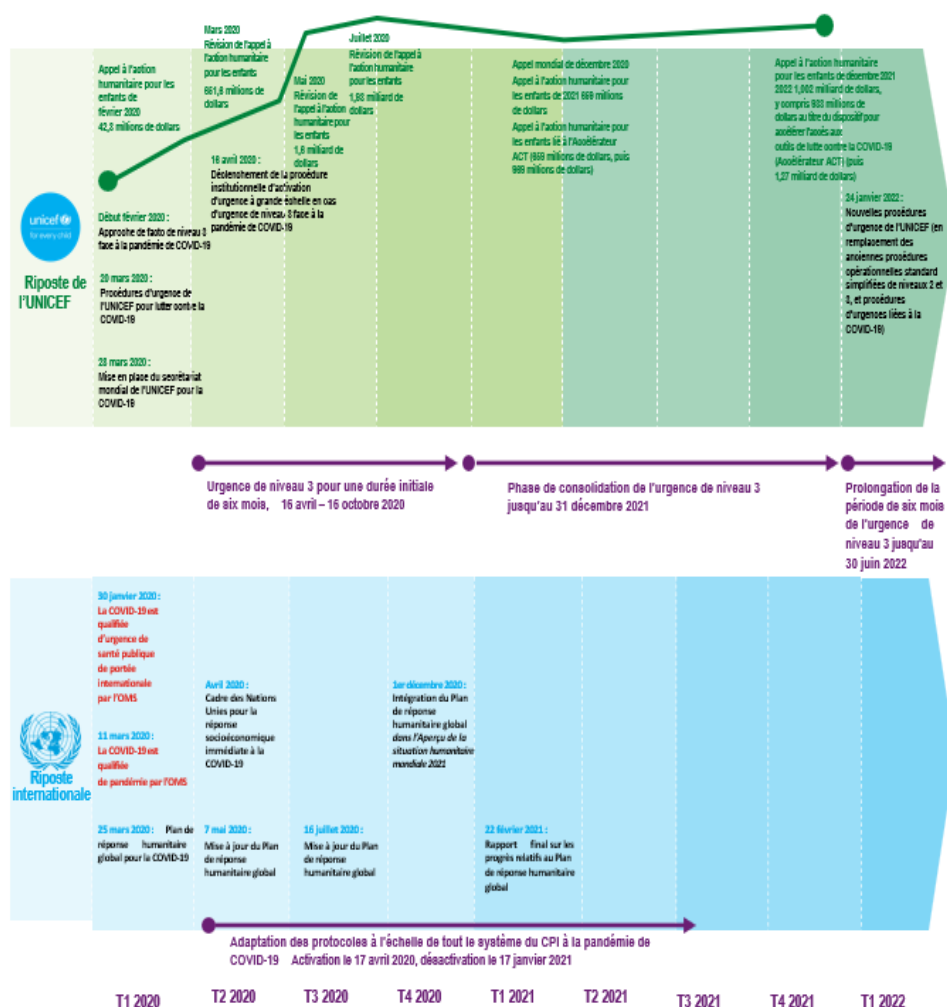 Appel à l'action
humanitaire pour les
enfants de
février 2020
42,3 millions de dollars
Mars 2020
Révision de l'appel à
l'action humanitaire
pour les enfants
651,6 millions de
dollars
Mai 2020
Révision de
l'appel à l'action
humanitaire pour
les enfants
1,6 milliard de
dollars
Juillet 2020
Révision de l'appel à
l'action humanitaire
pour les enfants
1,93 milliard de
dollars
Appel mondial de décembre 2020
Appel à l'action humanitaire pour
les enfants de 2021 659 millions
de dollars
Appel à l'action humanitaire pour
les enfants lié à l'Accélérateur
ACT (659 millions de dollars, puis
969 millions de dollars)
Appel à l'action humanitaire
pour les enfants de décembre 2021
2022 1,002 milliard de dollars,
y compris 933 millions de
dollars au titre du dispositif pour
accélérer l'accès aux
outils de lutte contre la COVID-19
(Accélérateur ACT) (puis
1,27 milliard de dollars)
16 avril 2020 :
Déclenchement de la procédure
institutionnelle d'activation
d'urgence à grande échelle en cas
d'urgence de niveau 3 face à la
pandémie de COVID-19
unicef
for every child
Riposte de
l'UNICEF
Début février 2020 :
Approche de facto de niveau 3
face à la pandémie de COVID-19
20 mars 2020 :
Procédures d'urgence de
l'UNICEF pour lutter contre la
COVID-19
28 mars 2020 :
Mise en place du secrétariat
mondial de l'UNICEF pour la
COVID-19
24 janvier 2022 :
Nouvelles procédures
d'urgence de l'UNICEF (en
remplacement des
anciennes procédures
opérationnelles standard
simplifiées de niveaux 2 et
3, et procédures
d'urgences liées à la
COVID-19)
Urgence de niveau 3 pour une durée initiale
de six mois, 16 avril – 16 octobre 2020
Phase de consolidation de l'urgence de niveau 3
jusqu'au 31 décembre 2021
Prolongation de la
période de six mois
de l'urgence de
niveau 3 jusqu'au
30 juin 2022
Riposte
internationale
30 janvier 2020 :
La COVID-19 est
qualifiée
d'urgence de
santé publique
de portée
internationale
par l'OMS
11 mars 2020 :
La COVID-19 est
qualifiée
de pandémie par l'OMS
25 mars 2020 : Plan de
réponse humanitaire
global pour la COVID-19
Avril 2020 :
Cadre des Nations
Unies pour la
réponse
socioéconomique
immédiate à la
COVID-19
7 mai 2020 :
Mise à jour du Plan
de réponse
humanitaire global
16 juillet 2020 :
Mise à jour du Plan
de réponse
humanitaire global
1er décembre 2020 :
Intégration du Plan
de réponse
humanitaire global
dans l'Aperçu de la
situation humanitaire
mondiale 2021
22 février 2021 :
Rapport final sur les
progrès relatifs au Plan
de réponse humanitaire
global
Adaptation des protocoles à l'échelle de tout le système du CPI à la pandémie de
COVID-19 Activation le 17 avril 2020, désactivation le 17 janvier 2021
T1 2020 T2 2020 T3 2020 T4 2020 T1 2021 T2 2021 T3 2021 T4 2021 T1 2022